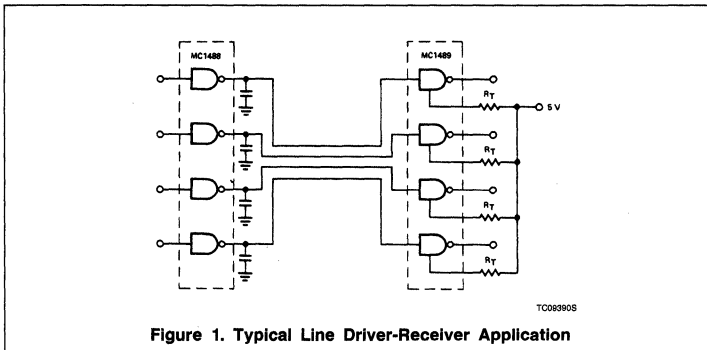 MC1488
MC1489
RT
5 V
RT
RT
RT
TC09390S
Figure 1. Typical Line Driver-Receiver Application